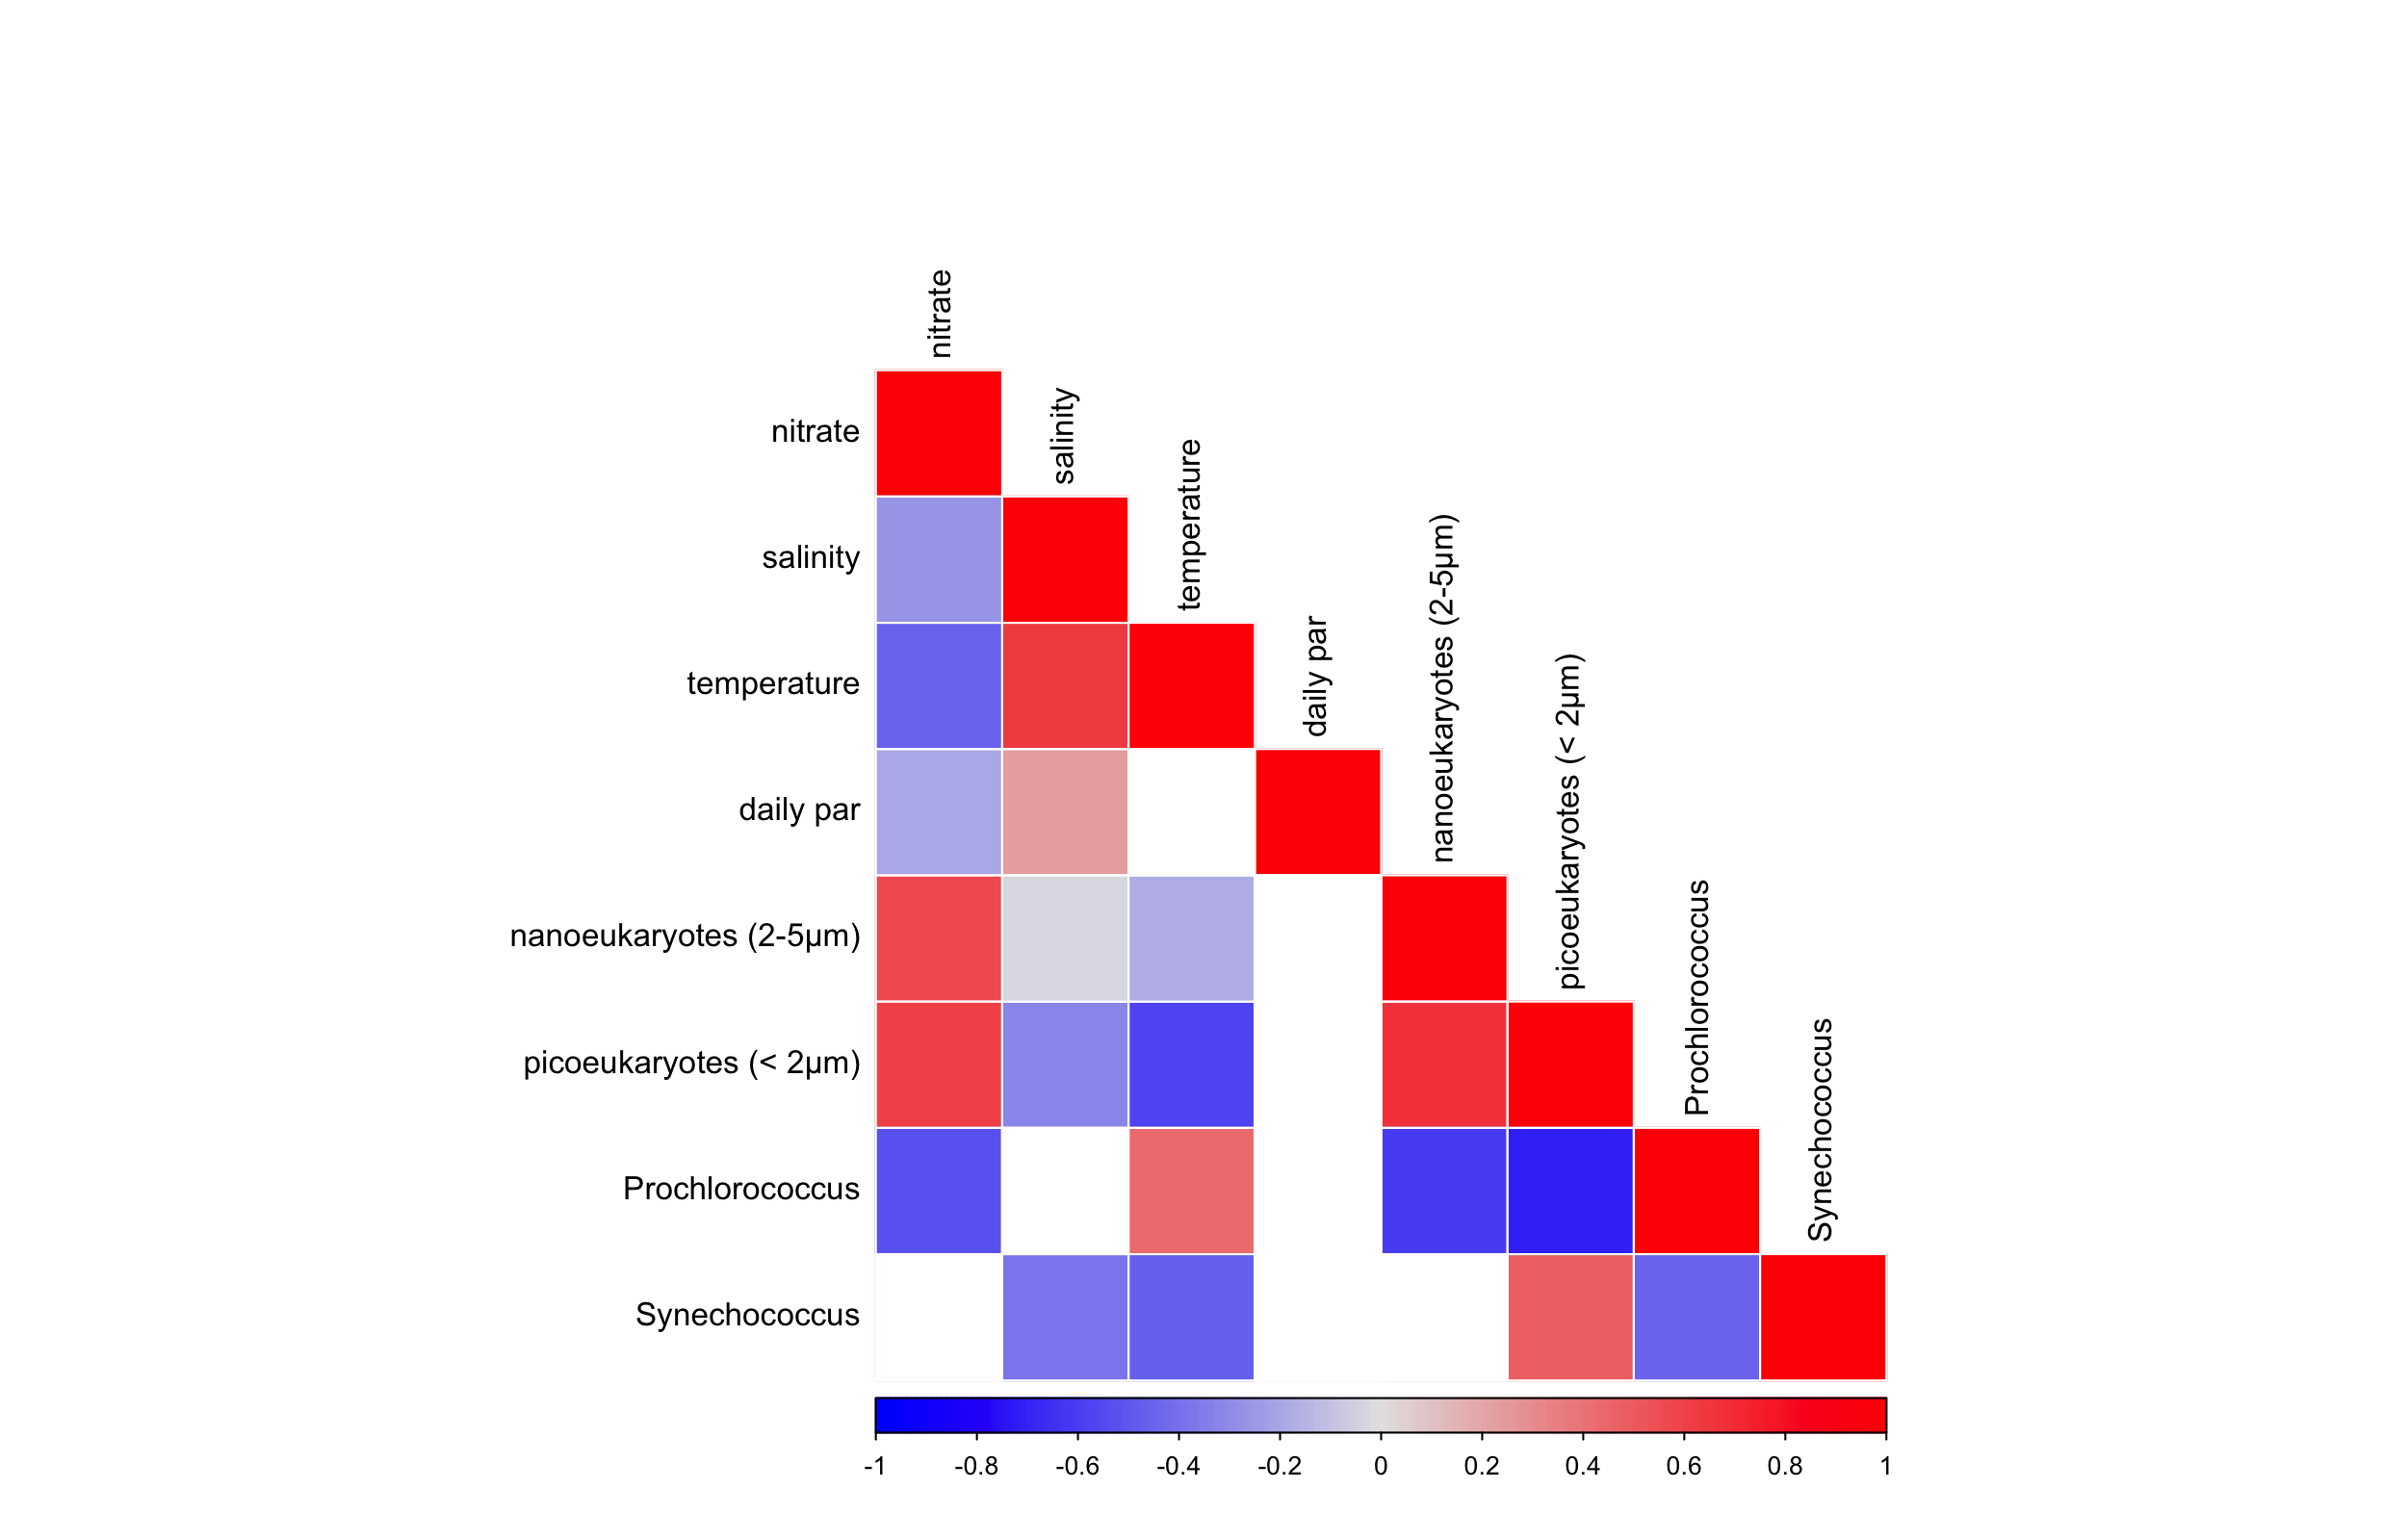 nitrate
salinity
temperature
daily par
nanoeukaryotes (2-5µm)
picoeukaryotes (< 2µm)
Prochlorococcus
Synechococcus
nitrate
salinity
temperature
daily par
nanoeukaryotes (2-5µm)
picoeukaryotes (< 2µm)
Prochlorococcus
Synechococcus
-1 -0.8 -0.6 -0.4 -0.2 0 0.2 0.4 0.6 0.8 1